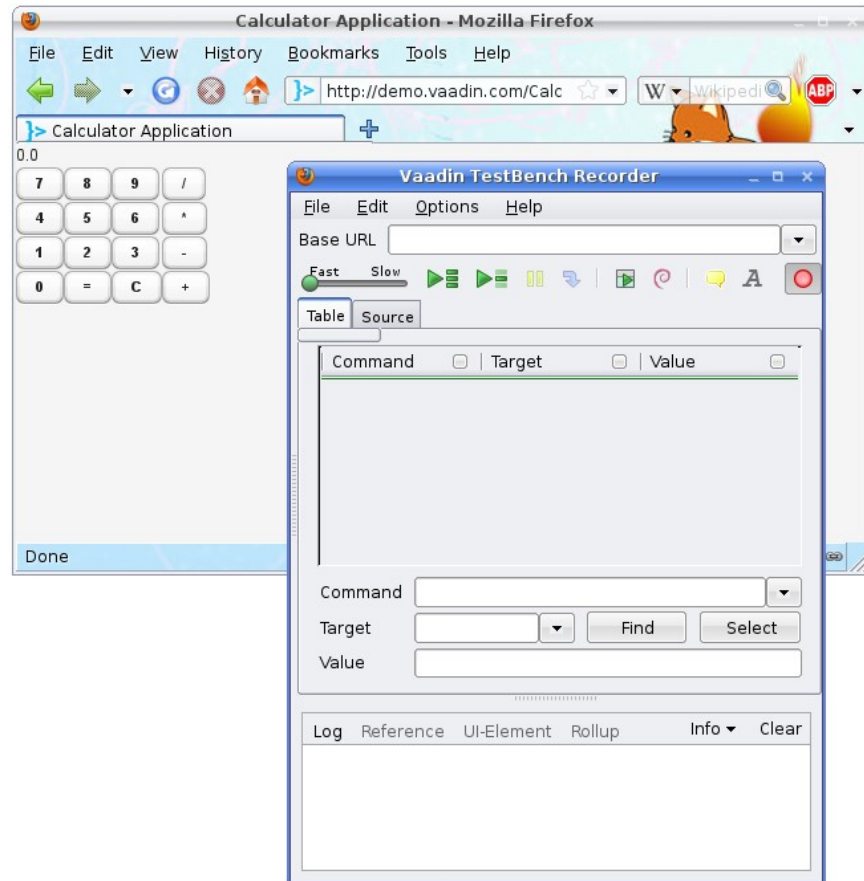 Calculator Application - Mozilla Firefox
File Edit View History Bookmarks Tools Help
}> http://demo.vaadin.com/Calc W Wikipedi ABP
}> Calculator Application
0.0
7 8 9 /
4 5 6 *
1 2 3 -
0 = C +
Done
Vaadin TestBench Recorder
File Edit Options Help
Base URL
Fast Slow A
Table Source
Command Target Value
Command
Target Find Select
Value
Log Reference UI-Element Rollup Info Clear